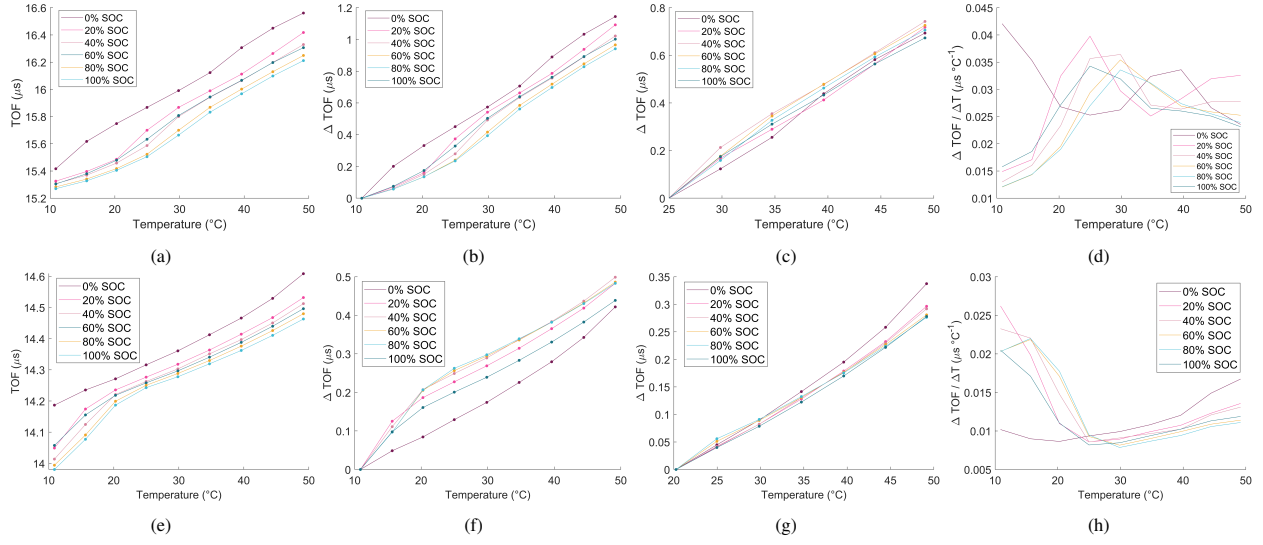 16.6
16.4
16.2
16
15.8
15.6
15.4
15.2
10
20
30
40
50
TOF (μs)
Temperature (°C)
0% SOC
20% SOC
40% SOC
60% SOC
80% SOC
100% SOC
(a)
1.2
1
0.8
0.6
0.4
0.2
0
10
20
30
40
50
Δ TOF (μs)
Temperature (°C)
0% SOC
20% SOC
40% SOC
60% SOC
80% SOC
100% SOC
(b)
0.8
0.6
0.4
0.2
0
25
30
35
40
45
50
Δ TOF (μs)
Temperature (°C)
0% SOC
20% SOC
40% SOC
60% SOC
80% SOC
100% SOC
(c)
0.045
0.04
0.035
0.03
0.025
0.02
0.015
0.01
10
20
30
40
50
Δ TOF / ΔT (μs °C⁻¹)
Temperature (°C)
0% SOC
20% SOC
40% SOC
60% SOC
80% SOC
100% SOC
(d)
14.6
14.5
14.4
14.3
14.2
14.1
14
10
20
30
40
50
TOF (μs)
Temperature (°C)
0% SOC
20% SOC
40% SOC
60% SOC
80% SOC
100% SOC
(e)
0.5
0.4
0.3
0.2
0.1
0
10
20
30
40
50
Δ TOF (μs)
Temperature (°C)
0% SOC
20% SOC
40% SOC
60% SOC
80% SOC
100% SOC
(f)
0.35
0.3
0.25
0.2
0.15
0.1
0.05
0
20
25
30
35
40
45
50
Δ TOF (μs)
Temperature (°C)
0% SOC
20% SOC
40% SOC
60% SOC
80% SOC
100% SOC
(g)
0.03
0.025
0.02
0.015
0.01
0.005
10
20
30
40
50
Δ TOF / ΔT (μs °C⁻¹)
Temperature (°C)
0% SOC
20% SOC
40% SOC
60% SOC
80% SOC
100% SOC
(h)